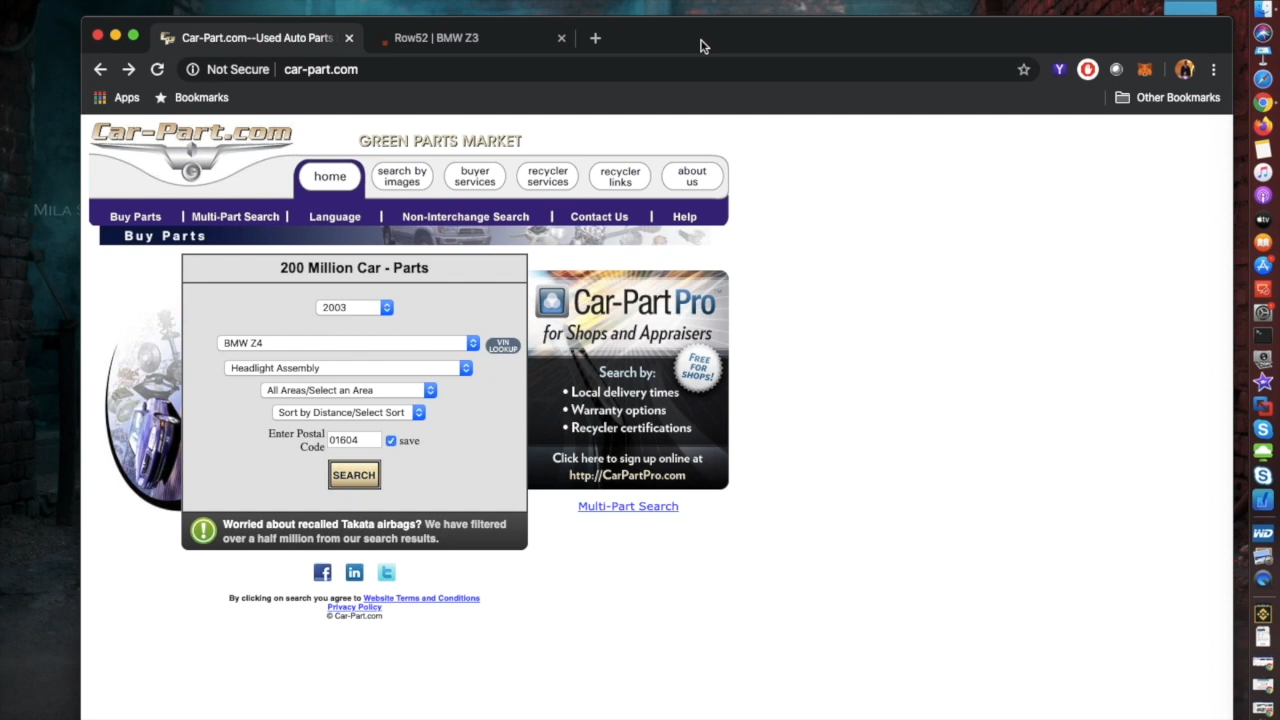 Car-Part.com--Used Auto Parts
Row52 | BMW Z3
Not Secure | car-part.com
Apps
Bookmarks
Other Bookmarks
Car-Part.com
GREEN PARTS MARKET
home
search by
images
buyer
services
recycler
services
recycler
links
about
us
MILA
Buy Parts | Multi-Part Search | Language | Non-Interchange Search | Contact Us | Help
Buy Parts
200 Million Car - Parts
2003
BMW Z4
VIN
LOOKUP
Headlight Assembly
All Areas/Select an Area
Sort by Distance/Select Sort
Enter Postal
Code
01604
save
SEARCH
Worried about recalled Takata airbags? We have filtered
over a half million from our search results.
Car-PartPro™
for Shops and Appraisers
FREE
FOR
SHOPS!
Search by:
• Local delivery times
• Warranty options
• Recycler certifications
Click here to sign up online at
http://CarPartPro.com
Multi-Part Search
By clicking on search you agree to Website Terms and Conditions
Privacy Policy
© Car-Part.com